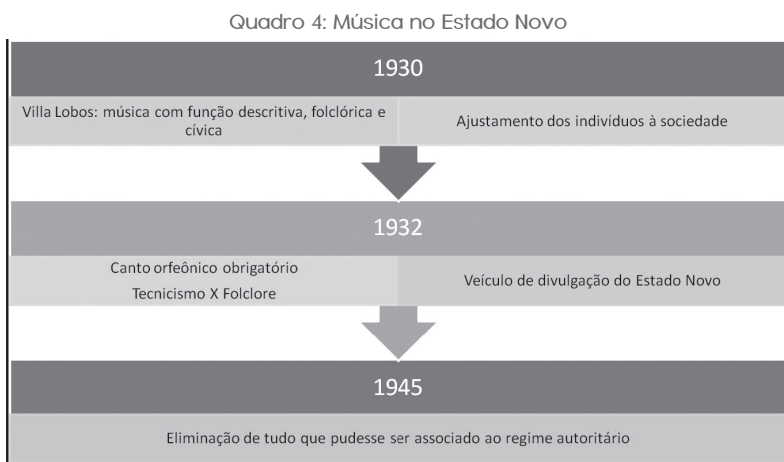 Quadro 4: Música no Estado Novo
1930
Villa Lobos: música com função descritiva, folclórica e
cívica
Ajustamento dos indivíduos à sociedade
1932
Canto orfeônico obrigatório
Tecnicismo X Folclore
Veículo de divulgação do Estado Novo
1945
Eliminação de tudo que pudesse ser associado ao regime autoritário